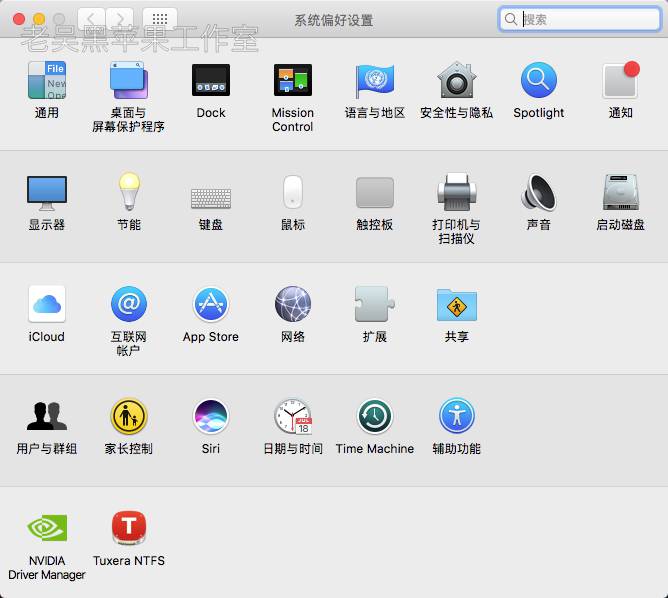 系统偏好设置
搜索
老吴黑苹果工作室
File
New
Ope
通用
桌面与
屏幕保护程序
Dock
Mission
Control
语言与地区
安全性与隐私
Spotlight
通知
显示器
节能
键盘
鼠标
触控板
打印机与
扫描仪
声音
启动磁盘
iCloud
@
互联网
帐户
App Store
网络
扩展
共享
用户与群组
家长控制
Siri
JUL
18
日期与时间
Time Machine
辅助功能
NVIDIA
Driver Manager
T
Tuxera NTFS